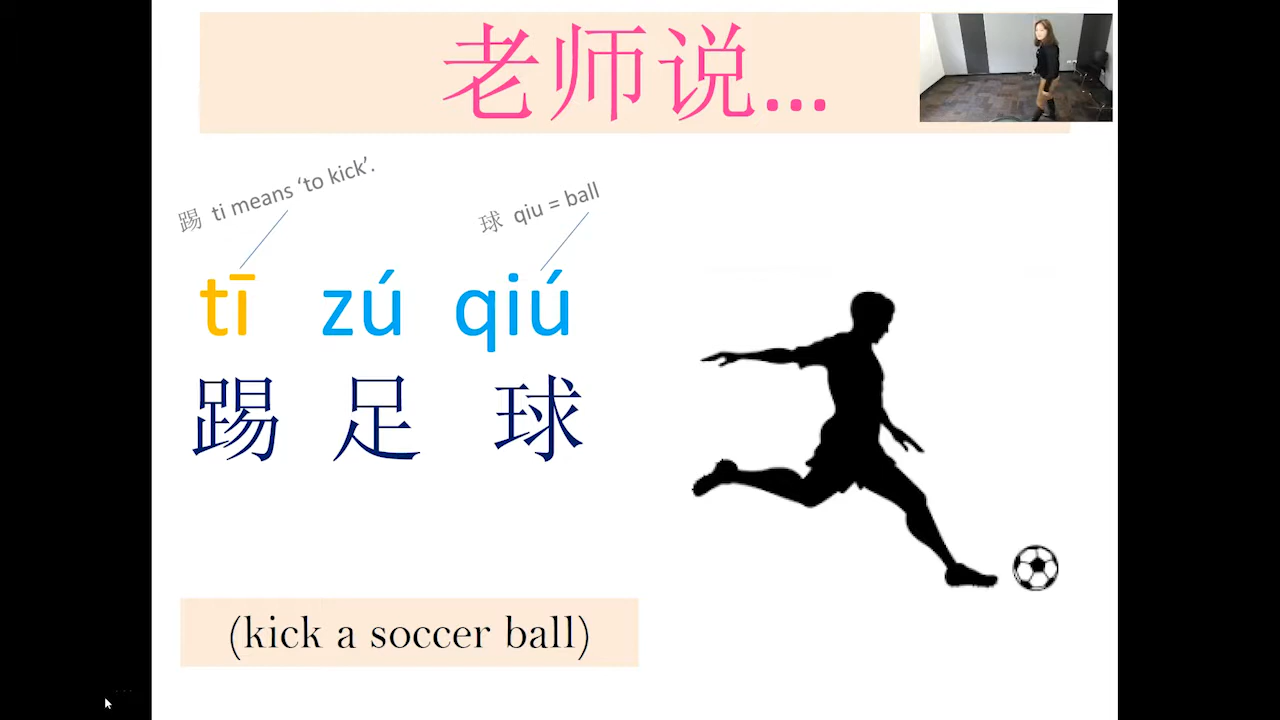 老师说...
踢 ti means ‘to kick’.
球 qiu = ball
tī zú qiú
踢 足 球
(kick a soccer ball)